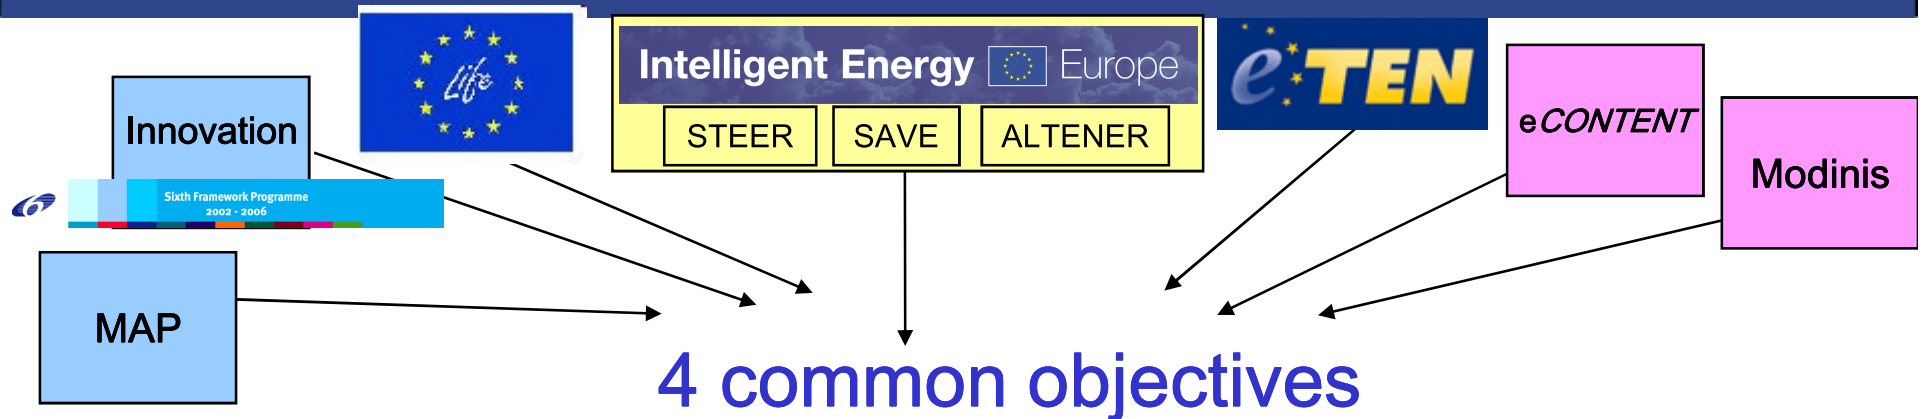 Life
Intelligent Energy Europe
eTEN
STEER SAVE ALTENER
Innovation
eCONTENT
Modinis
6
Sixth Framework Programme
2002 - 2006
MAP
4 common objectives